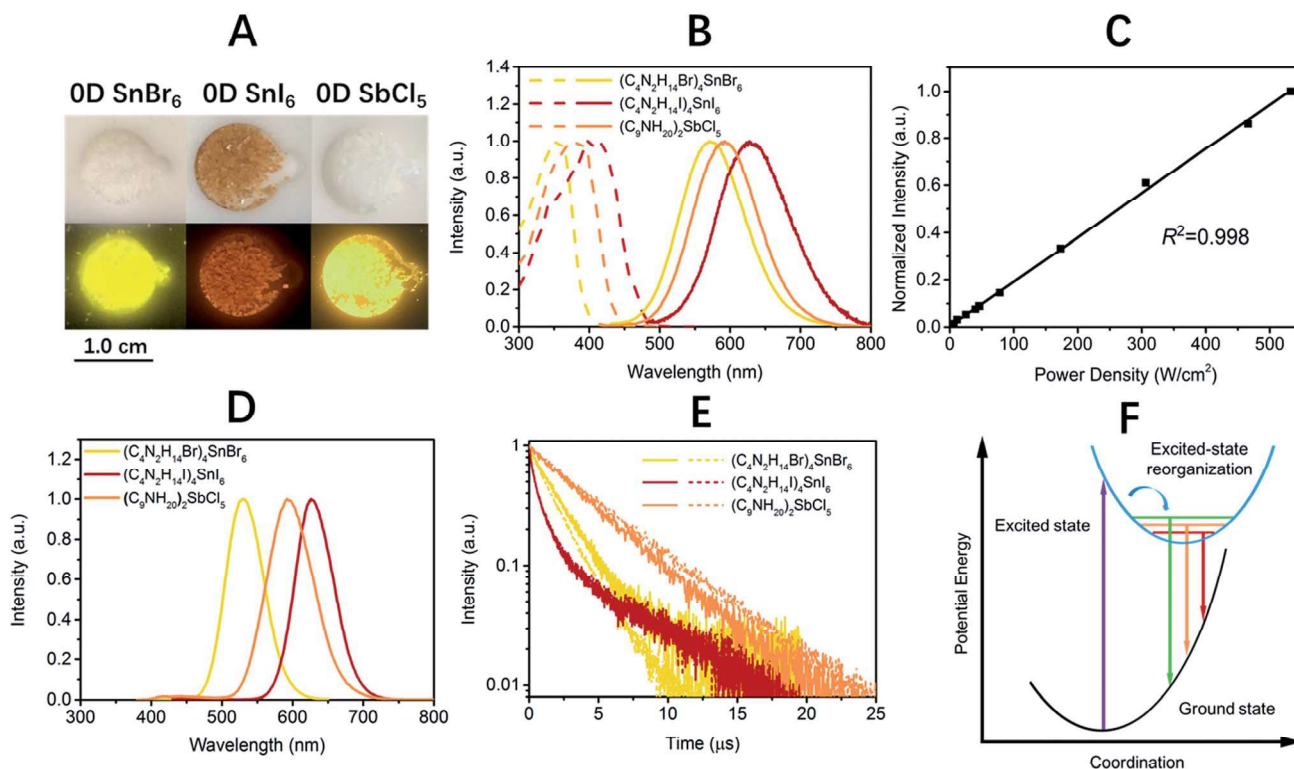 A
0D SnBr₆ 0D SnI₆ 0D SbCl₅
1.0 cm
B
1.4
1.2
1.0
0.8
0.6
0.4
0.2
0.0
Intensity (a.u.)
(C₄N₂H₁₄Br)₄SnBr₆
(C₄N₂H₁₄I)₄SnI₆
(C₉NH₂₀)₂SbCl₅
300 400 500 600 700 800
Wavelength (nm)
C
1.0
0.8
0.6
0.4
0.2
0.0
Normalized Intensity (a.u.)
R²=0.998
0 100 200 300 400 500
Power Density (W/cm²)
D
1.2
1.0
0.8
0.6
0.4
0.2
0.0
Intensity (a.u.)
(C₄N₂H₁₄Br)₄SnBr₆
(C₄N₂H₁₄I)₄SnI₆
(C₉NH₂₀)₂SbCl₅
300 400 500 600 700 800
Wavelength (nm)
E
1
0.1
0.01
Intensity (a.u.)
(C₄N₂H₁₄Br)₄SnBr₆
(C₄N₂H₁₄I)₄SnI₆
(C₉NH₂₀)₂SbCl₅
0 5 10 15 20 25
Time (μs)
F
Excited-state
reorganization
Excited state
Potential Energy
Ground state
Coordination